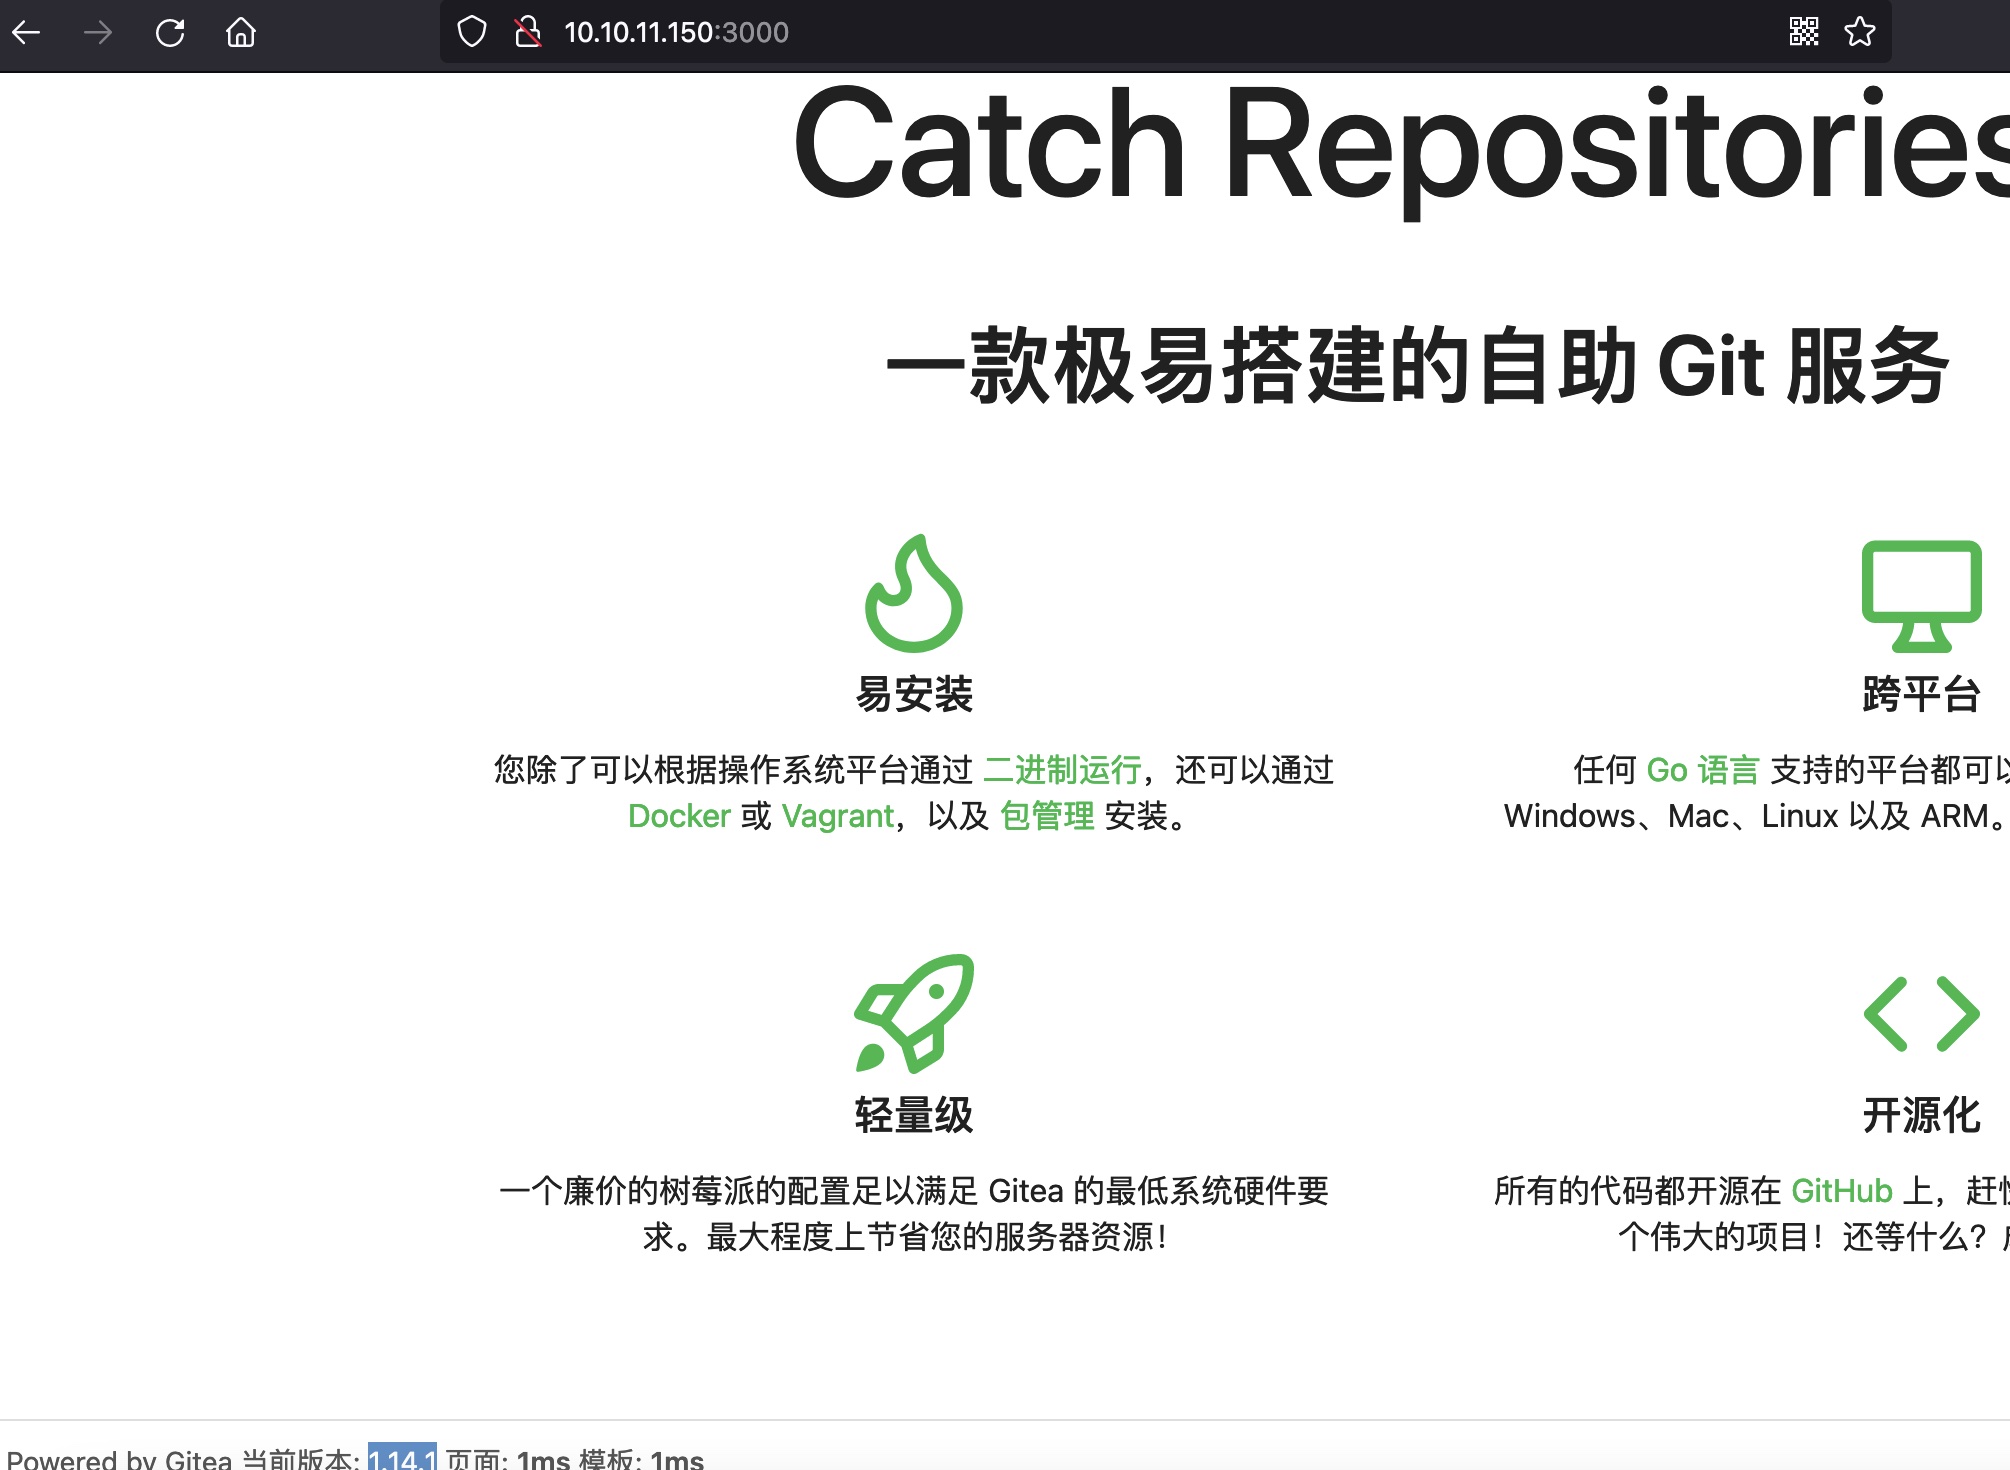 10.10.11.150:3000
Catch Repositories
一款极易搭建的自助 Git 服务
易安装
您除了可以根据操作系统平台通过 二进制运行，还可以通过
Docker 或 Vagrant，以及 包管理 安装。
跨平台
任何 Go 语言 支持的平台都可以
Windows、Mac、Linux 以及 ARM。
轻量级
一个廉价的树莓派的配置足以满足 Gitea 的最低系统硬件要
求。最大程度上节省您的服务器资源！
开源化
所有的代码都开源在 GitHub 上，赶
个伟大的项目！还等什么？
Powered by Gitea 当前版本: 1.14.1 页面: 1ms 模板: 1ms